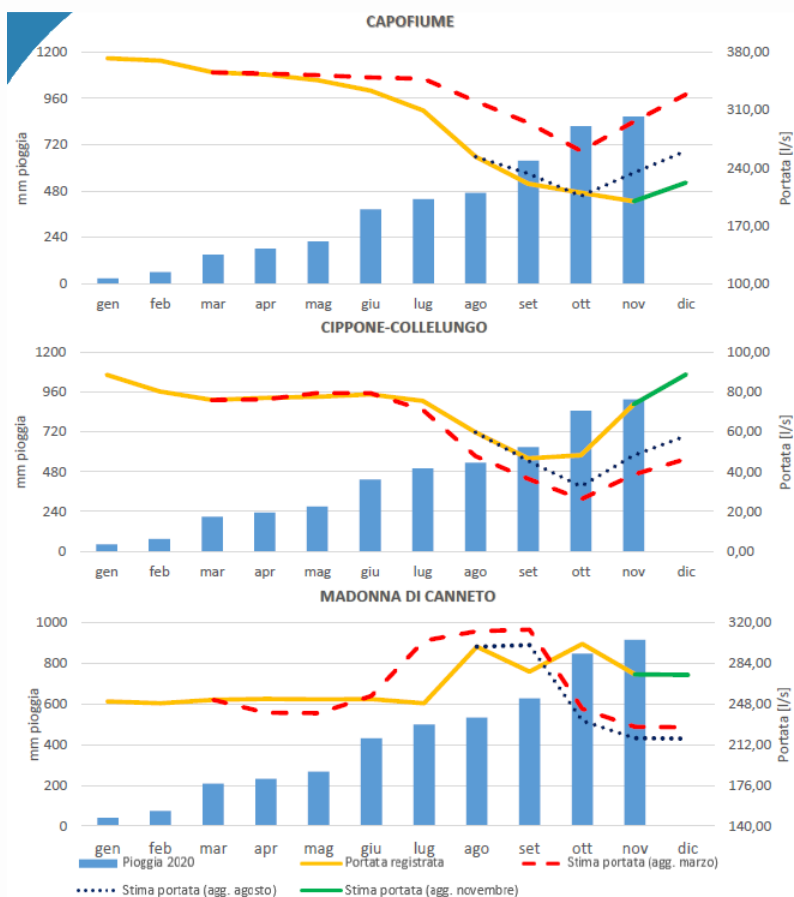 CAPOFIUME
1200
960
720
480
240
0
mm pioggia
380,00
310,00
240,00
170,00
100,00
Portata [l/s]
gen feb mar apr mag giu lug ago set ott nov dic
CIPPONE-COLLELUNGO
1200
960
720
480
240
0
mm pioggia
100,00
80,00
60,00
40,00
20,00
0,00
Portata [l/s]
gen feb mar apr mag giu lug ago set ott nov dic
MADONNA DI CANNETO
1000
800
600
400
200
0
mm pioggia
320,00
284,00
248,00
212,00
176,00
140,00
Portata [l/s]
gen feb mar apr mag giu lug ago set ott nov dic
Pioggia 2020 Portata registrata Stima portata (agg. marzo)
Stima portata (agg. agosto) Stima portata (agg. novembre)